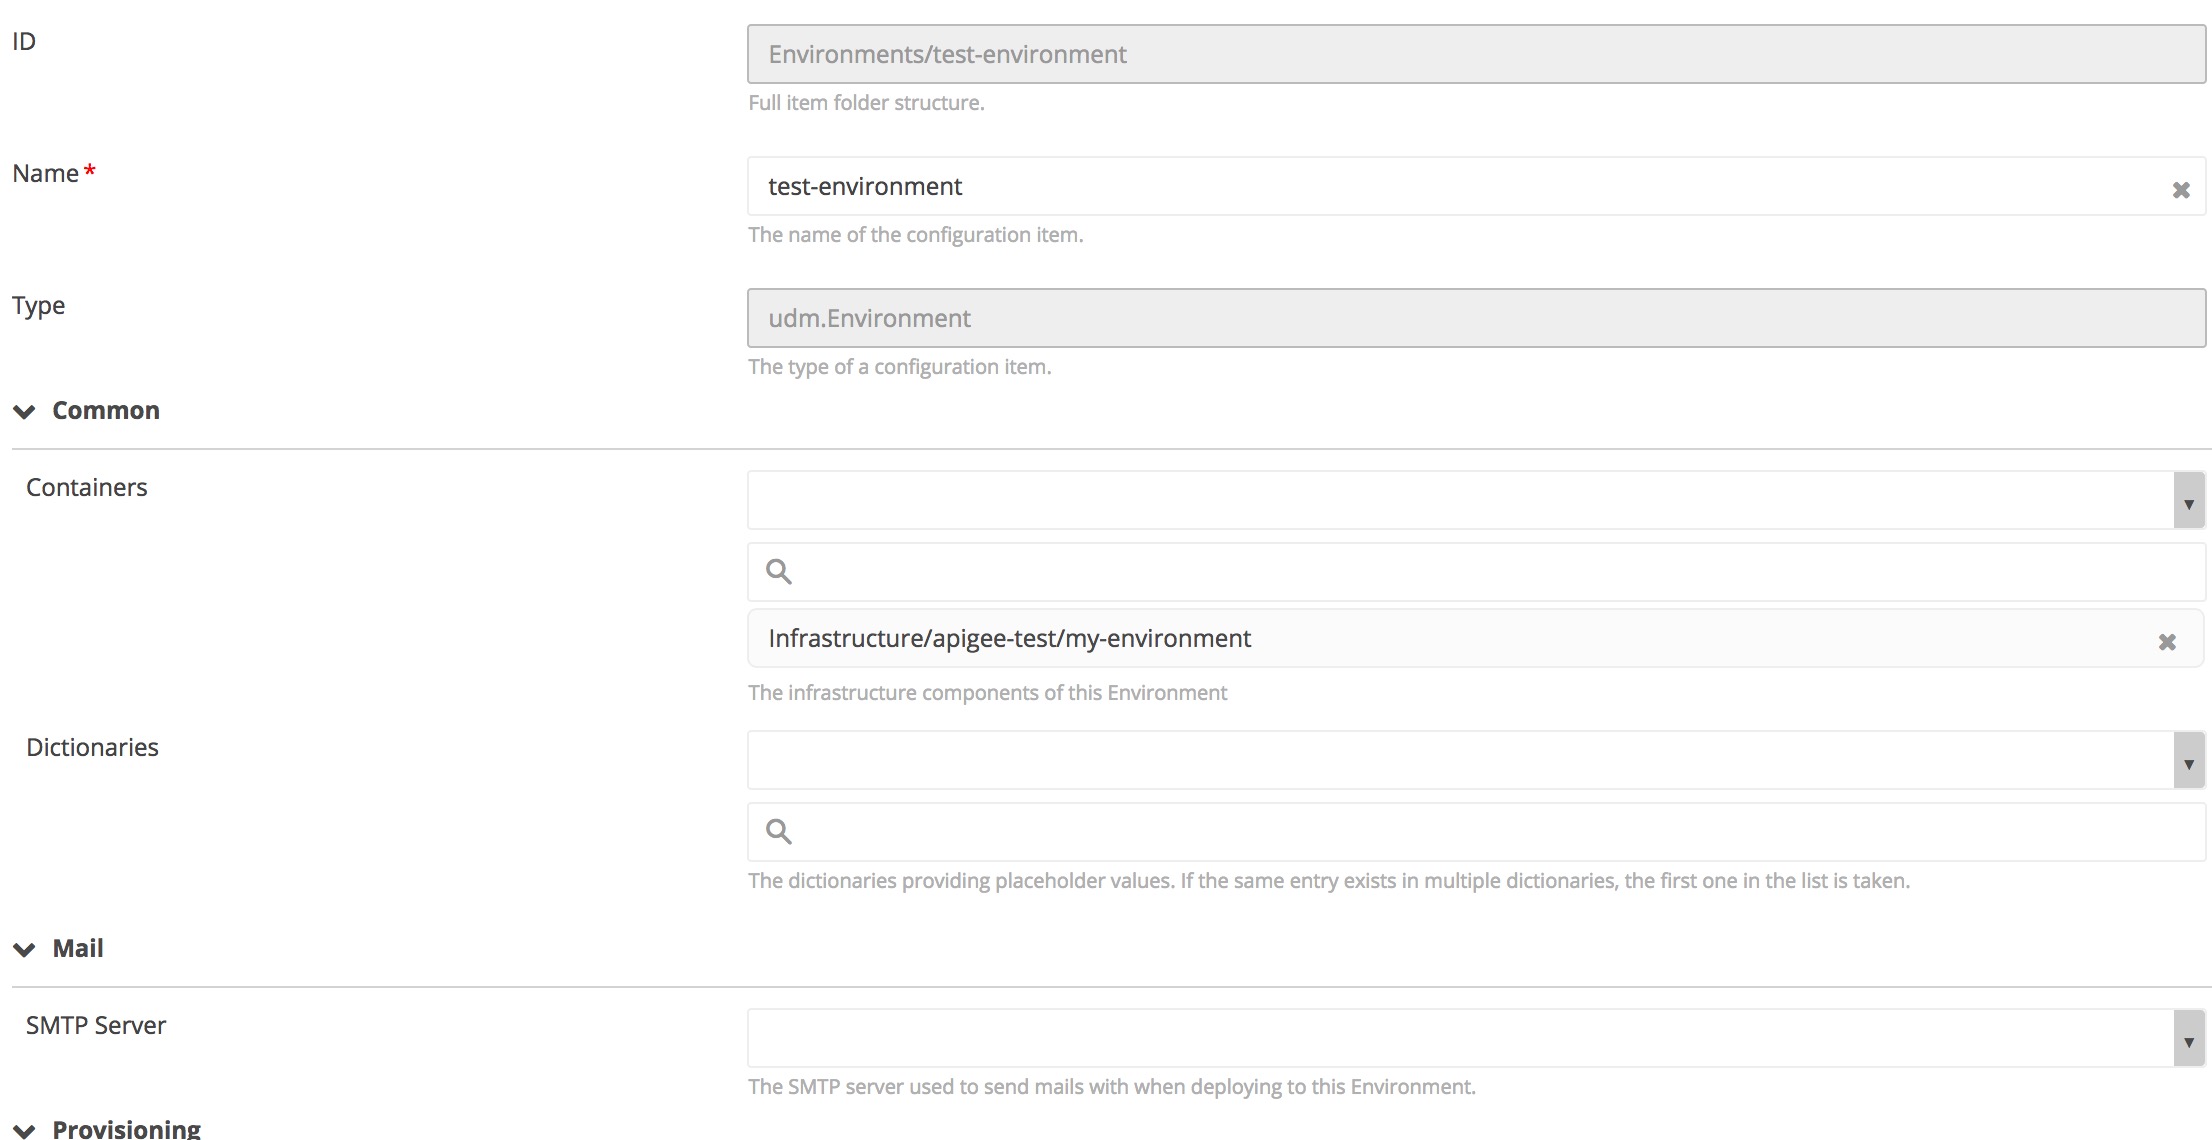 ID
Environments/test-environment
Full item folder structure.
Name*
test-environment
The name of the configuration item.
Type
udm.Environment
The type of a configuration item.
Common
Containers
Infrastructure/apigee-test/my-environment
The infrastructure components of this Environment
Dictionaries
The dictionaries providing placeholder values. If the same entry exists in multiple dictionaries, the first one in the list is taken.
Mail
SMTP Server
The SMTP server used to send mails with when deploying to this Environment.
Provisioning